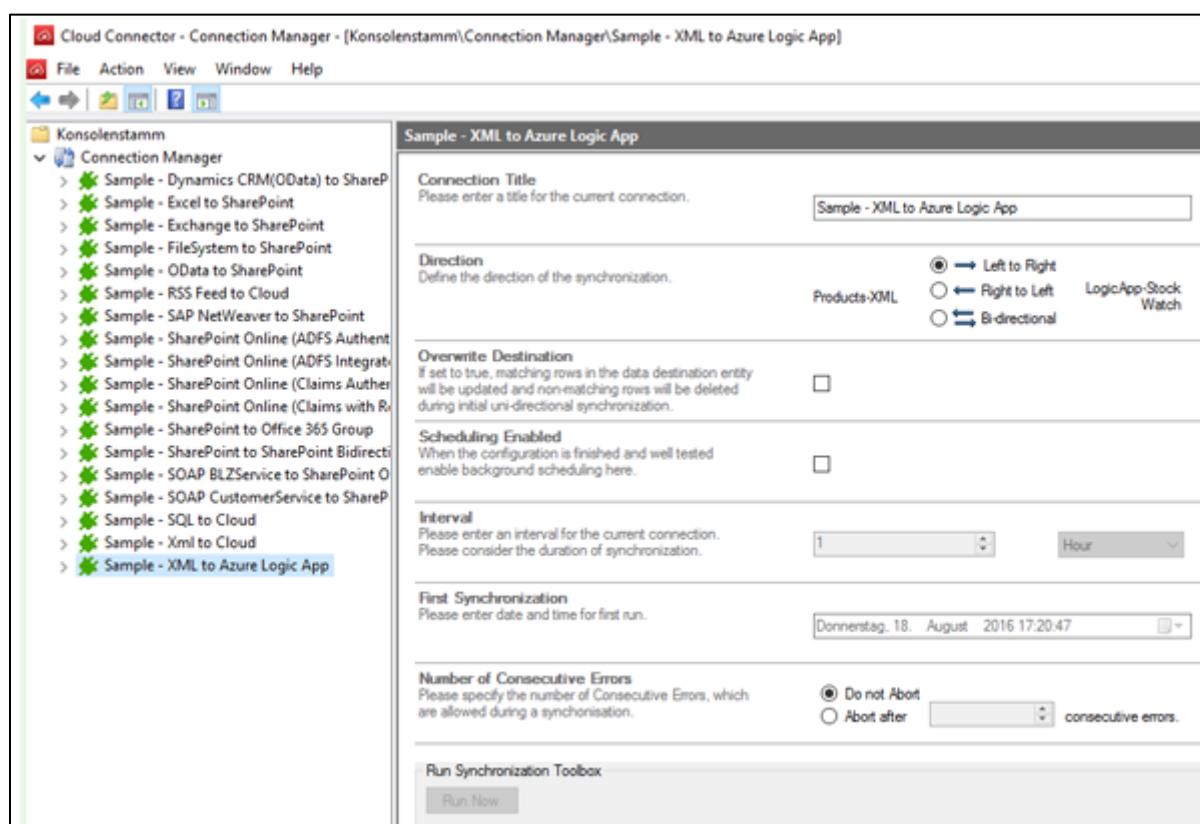 Cloud Connector - Connection Manager - [Konsolenstamm\Connection Manager\Sample - XML to Azure Logic App]
File Action View Window Help
Konsolenstamm
Connection Manager
Sample - Dynamics CRM(OData) to ShareP
Sample - Excel to SharePoint
Sample - Exchange to SharePoint
Sample - FileSystem to SharePoint
Sample - OData to SharePoint
Sample - RSS Feed to Cloud
Sample - SAP NetWeaver to SharePoint
Sample - SharePoint Online (ADFS Authent
Sample - SharePoint Online (ADFS Integrat
Sample - SharePoint Online (Claims Auther
Sample - SharePoint Online (Claims with R
Sample - SharePoint to Office 365 Group
Sample - SharePoint to SharePoint Bidirecti
Sample - SOAP BLZService to SharePoint O
Sample - SOAP CustomerService to ShareP
Sample - SQL to Cloud
Sample - Xml to Cloud
Sample - XML to Azure Logic App
Sample - XML to Azure Logic App
Connection Title
Please enter a title for the current connection.
Sample - XML to Azure Logic App
Direction
Define the direction of the synchronization.
Products-XML
Left to Right
Right to Left
Bi-directional
LogicApp-Stock
Watch
Overwrite Destination
If set to true, matching rows in the data destination entity
will be updated and non-matching rows will be deleted
during initial uni-directional synchronization.
Scheduling Enabled
When the configuration is finished and well tested
enable background scheduling here.
Interval
Please enter an interval for the current connection.
Please consider the duration of synchronization.
1 Hour
First Synchronization
Please enter date and time for first run.
Donnerstag, 18. August 2016 17:20:47
Number of Consecutive Errors
Please specify the number of Consecutive Errors, which
are allowed during a synchonisation.
Do not Abort
Abort after consecutive errors.
Run Synchronization Toolbox
Run Now